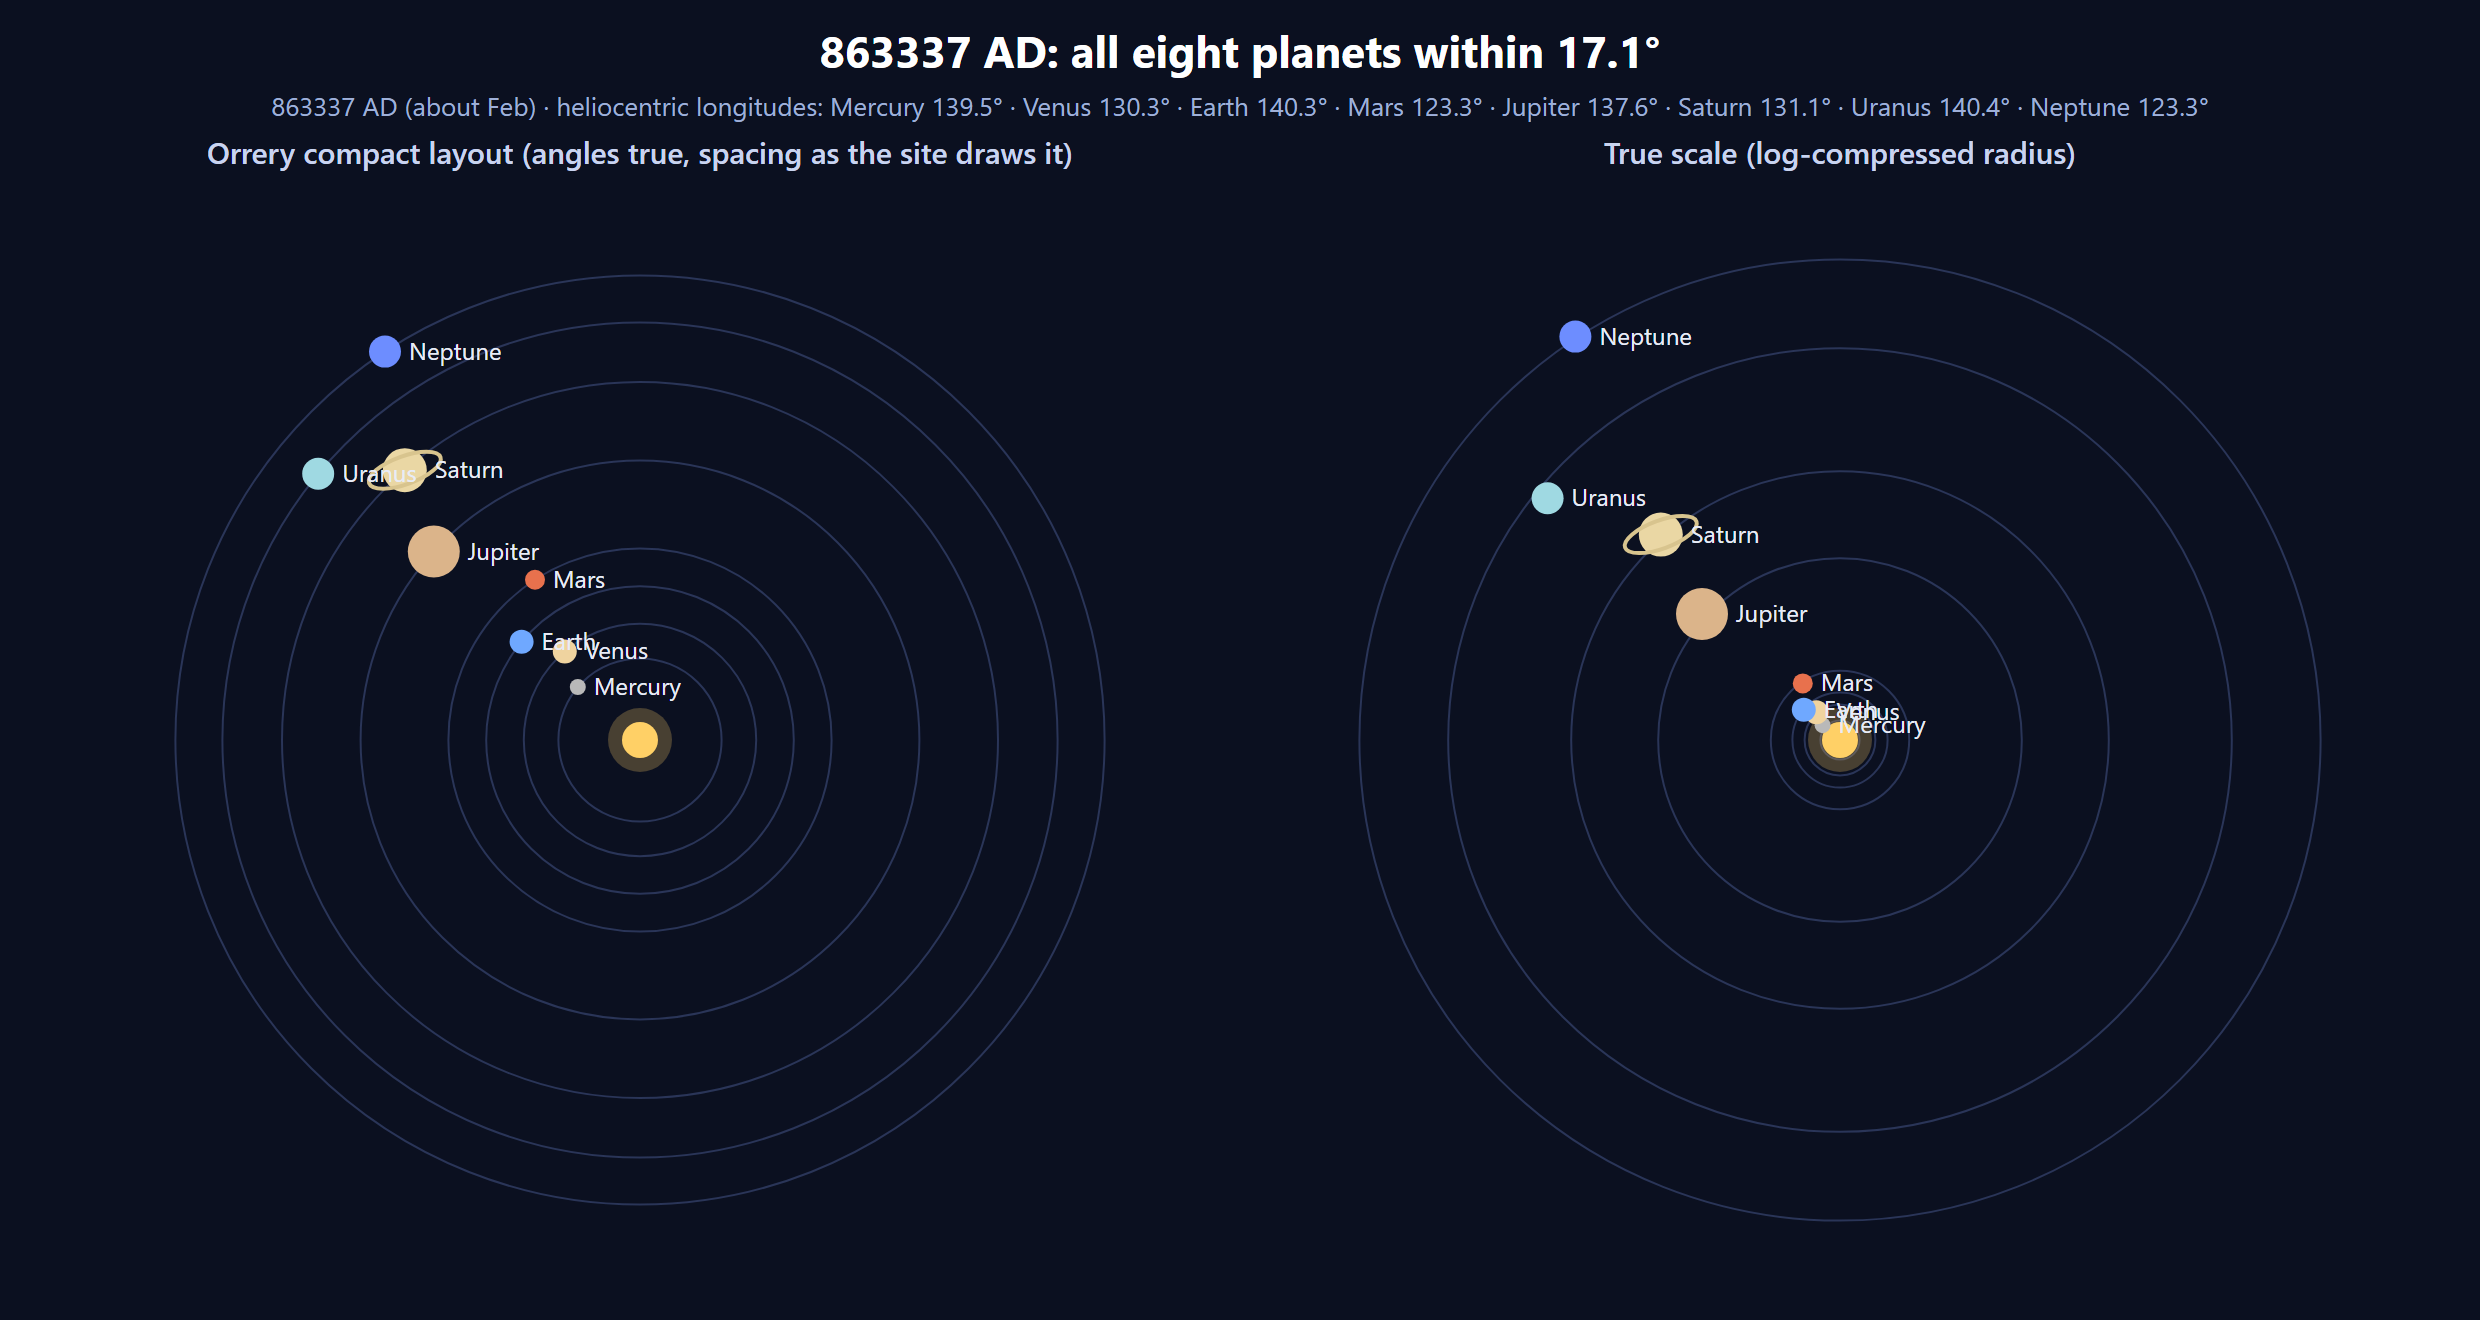 863337 AD: all eight planets within 17.1°
863337 AD (about Feb) · heliocentric longitudes: Mercury 139.5° · Venus 130.3° · Earth 140.3° · Mars 123.3° · Jupiter 137.6° · Saturn 131.1° · Uranus 140.4° · Neptune 123.3°
Orrery compact layout (angles true, spacing as the site draws it)
Neptune
Uranus
Saturn
Jupiter
Mars
Earth
Venus
Mercury
True scale (log-compressed radius)
Neptune
Uranus
Saturn
Jupiter
Mars
Earth
Venus
Mercury